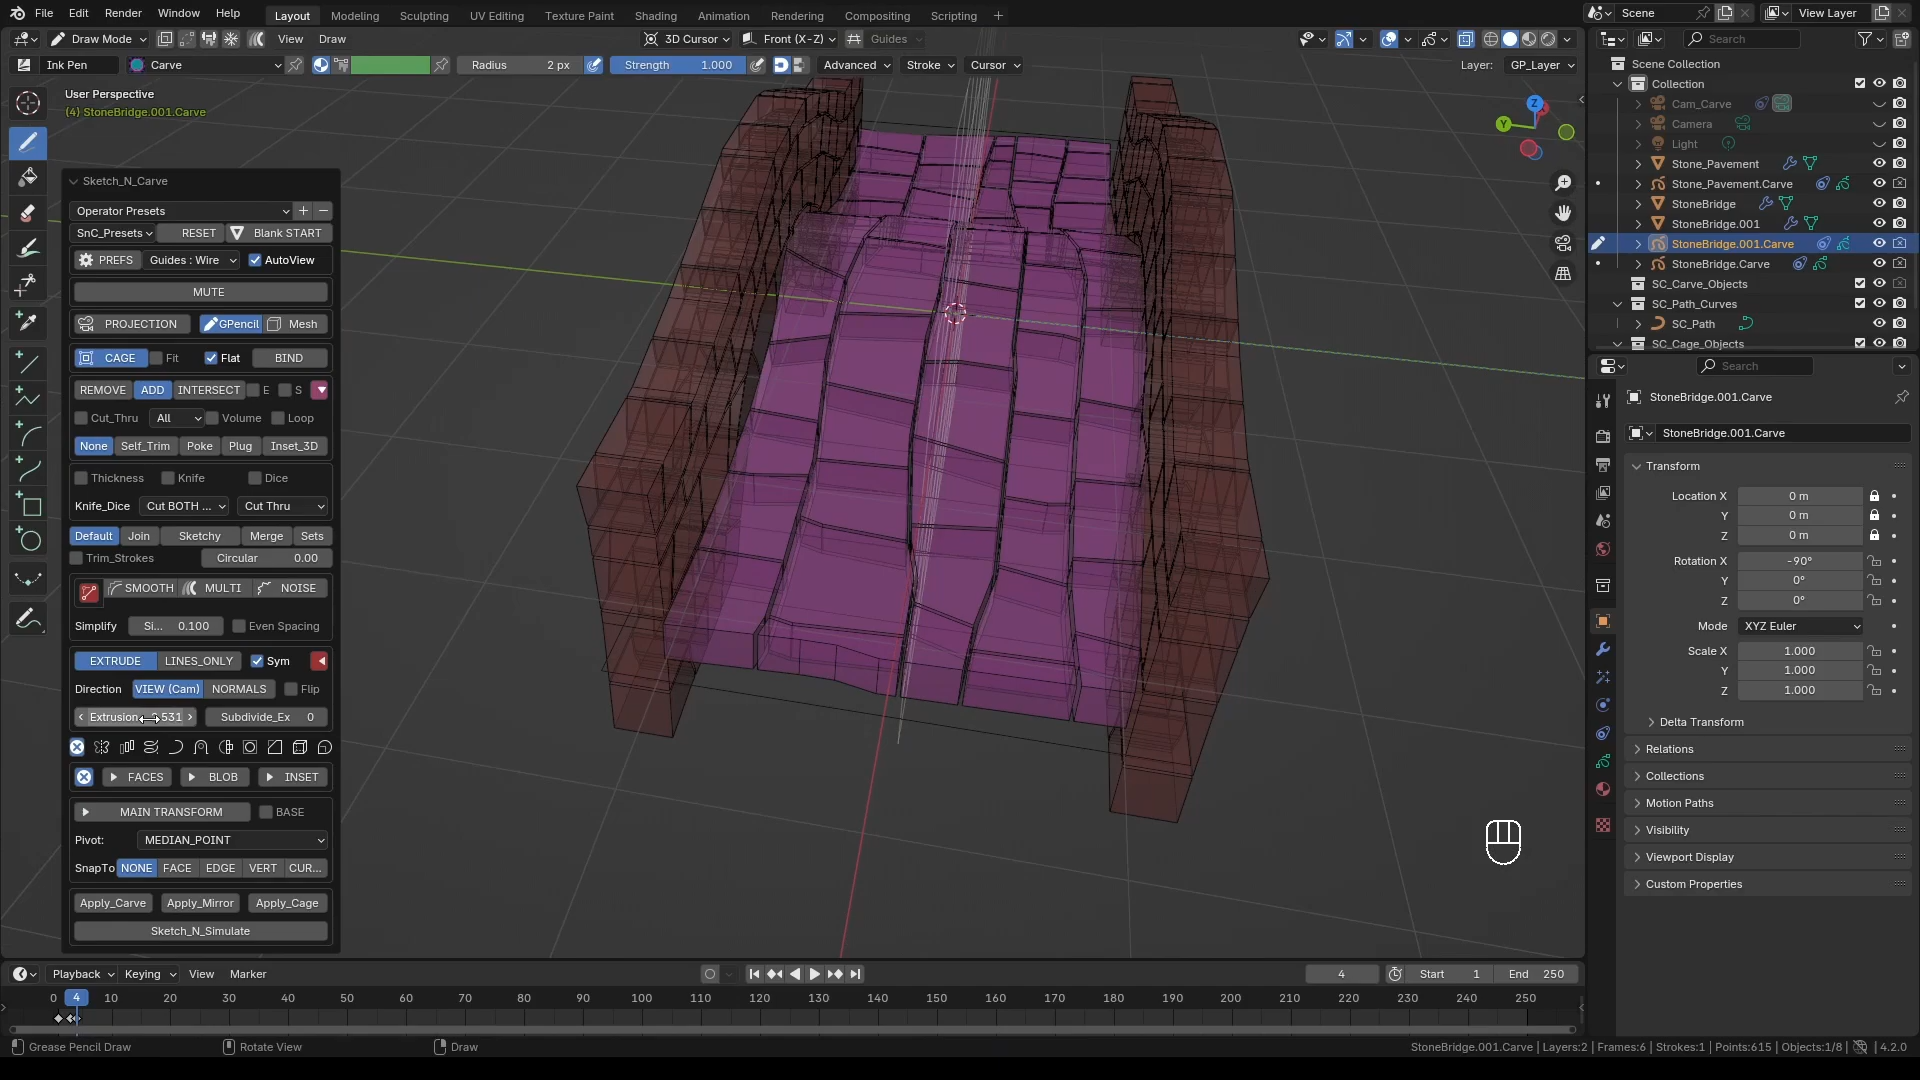 File Edit Render Window Help Layout Modeling Sculpting UV Editing Texture Paint Shading Animation Rendering Compositing Scripting Scene View Layer
Draw Mode View Draw 3D Cursor Front (X-Z) Guides Search
Ink Pen Carve Radius 2 px Strength 1.000 Advanced Stroke Cursor Layer: GP_Layer
User Perspective
(4) StoneBridge.001.Carve
Scene Collection
Collection
Cam_Carve
Camera
Light
Stone_Pavement
Stone_Pavement.Carve
StoneBridge
StoneBridge.001
StoneBridge.001.Carve
StoneBridge.Carve
SC_Carve_Objects
SC_Path_Curves
SC_Path
SC_Cage_Objects
Z
Y
Sketch_N_Carve
Operator Presets
SnC_Presets RESET Blank START
PREFS Guides : Wire AutoView
MUTE
PROJECTION GPencil Mesh
CAGE Fit Flat BIND
REMOVE ADD INTERSECT E S
Cut_Thru All Volume Loop
None Self_Trim Poke Plug Inset_3D
Thickness Knife Dice
Knife_Dice Cut BOTH ... Cut Thru
Default Join Sketchy Merge Sets
Trim_Strokes Circular 0.00
SMOOTH MULTI NOISE
Simplify Si... 0.100 Even Spacing
EXTRUDE LINES_ONLY Sym
Direction VIEW (Cam) NORMALS Flip
Extrusion 531 Subdivide_Ex 0
FACES BLOB INSET
MAIN TRANSFORM BASE
Pivot: MEDIAN_POINT
SnapTo NONE FACE EDGE VERT CUR...
Apply_Carve Apply_Mirror Apply_Cage
Sketch_N_Simulate
Search
StoneBridge.001.Carve
StoneBridge.001.Carve
Transform
Location X 0 m
Y 0 m
Z 0 m
Rotation X -90°
Y 0°
Z 0°
Mode XYZ Euler
Scale X 1.000
Y 1.000
Z 1.000
Delta Transform
Relations
Collections
Motion Paths
Visibility
Viewport Display
Custom Properties
Playback Keying View Marker 4 Start 1 End 250
0 4 10 20 30 40 50 60 70 80 90 100 110 120 130 140 150 160 170 180 190 200 210 220 230 240 250
Grease Pencil Draw Rotate View Draw StoneBridge.001.Carve | Layers:2 | Frames:6 | Strokes:1 | Points:615 | Objects:1/8 | 4.2.0